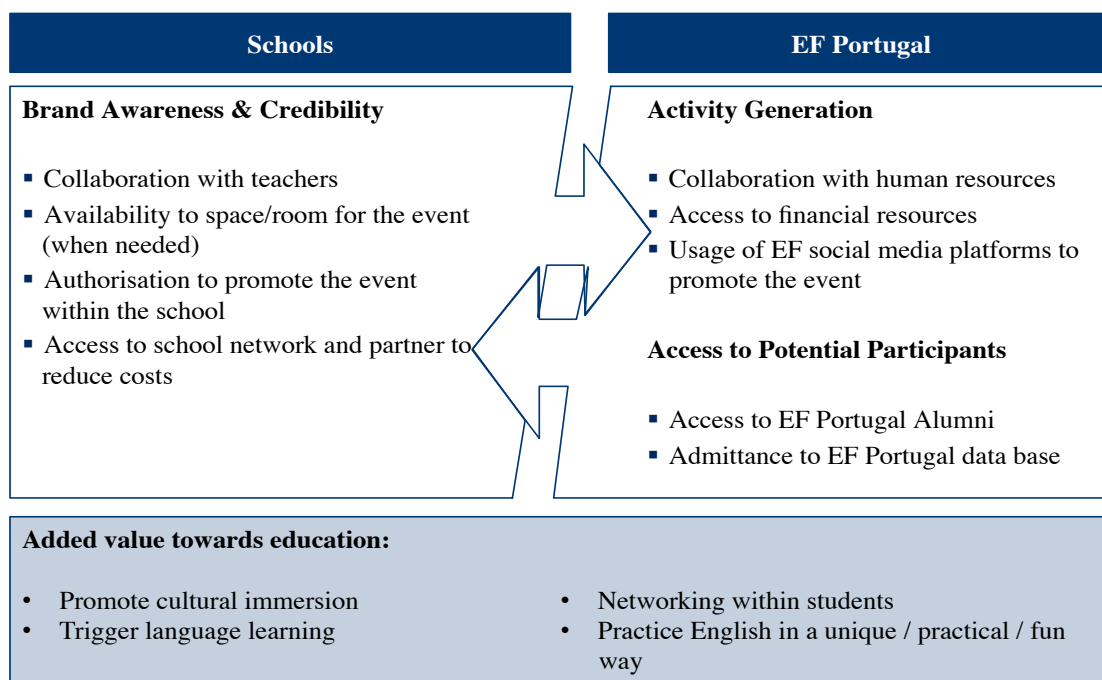 Schools
Brand Awareness & Credibility
▪ Collaboration with teachers
▪ Availability to space/room for the event
(when needed)
▪ Authorisation to promote the event
within the school
▪ Access to school network and partner to
reduce costs
EF Portugal
Activity Generation
▪ Collaboration with human resources
▪ Access to financial resources
▪ Usage of EF social media platforms to
promote the event
Access to Potential Participants
▪ Access to EF Portugal Alumni
▪ Admittance to EF Portugal data base
Added value towards education:
• Promote cultural immersion
• Trigger language learning
• Networking within students
• Practice English in a unique / practical / fun
way